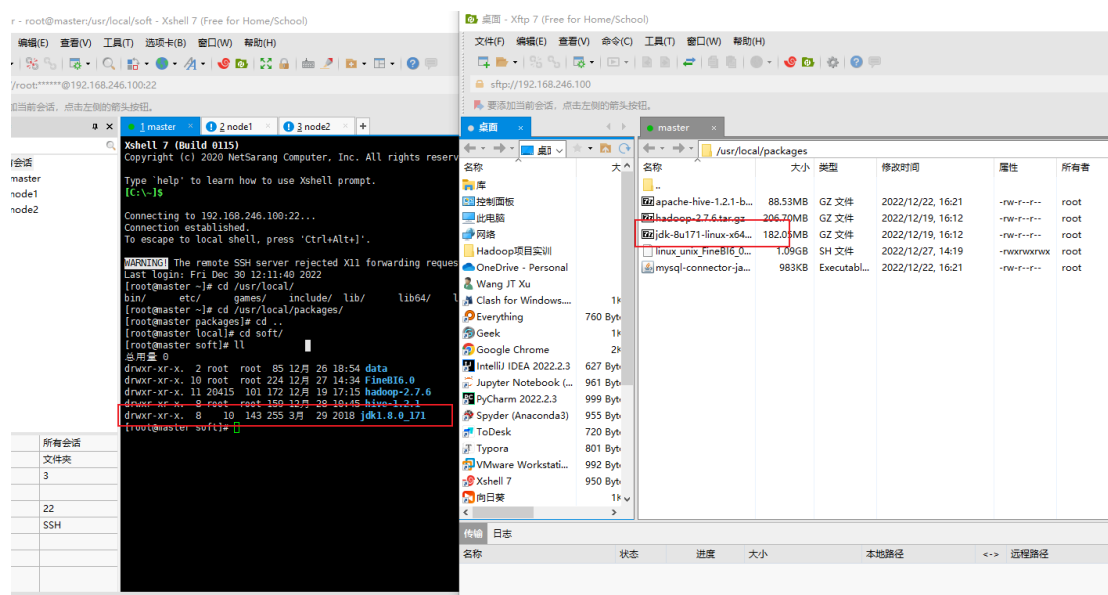 r - root@master:/usr/local/soft - Xshell 7 (Free for Home/School)
编辑(E) 查看(V) 工具(T) 选项卡(B) 窗口(W) 帮助(H)
/root:******@192.168.246.100:22
加当前会话，点击左侧的箭头按钮。
1 master × 2 node1 × 3 node2 × +
master
node1
node2
所有会话
文件夹
3
22
SSH
Xshell 7 (Build 0115)
Copyright (c) 2020 NetSarang Computer, Inc. All rights reserv
Type `help' to learn how to use Xshell prompt.
[C:\~]$
Connecting to 192.168.246.100:22...
Connection established.
To escape to local shell, press 'Ctrl+Alt+]'.
WARNING! The remote SSH server rejected X11 forwarding reques
Last login: Fri Dec 30 12:11:40 2022
[root@master ~]# cd /usr/local/
bin/ etc/ games/ include/ lib/ lib64/ l
[root@master ~]# cd /usr/local/packages/
[root@master packages]# cd ..
[root@master local]# cd soft/
[root@master soft]# ll
总用量 0
drwxr-xr-x. 2 root root 85 12月 26 18:54 data
drwxr-xr-x. 10 root root 224 12月 27 14:34 FineBI6.0
drwxr-xr-x. 11 20415 101 172 12月 19 17:15 hadoop-2.7.6
drwxr-xr-x. 8 root root 159 12月 28 10:45 hive-1.2.1
drwxr-xr-x. 8 10 143 255 3月 29 2018 jdk1.8.0_171
[root@master soft]#
桌面 - Xftp 7 (Free for Home/School)
文件(F) 编辑(E) 查看(V) 命令(C) 工具(T) 窗口(W) 帮助(H)
sftp://192.168.246.100
要添加当前会话，点击左侧的箭头按钮。
桌面 ×
名称 大
库
控制面板
此电脑
网络
Hadoop项目实训
OneDrive - Personal
Wang JT Xu
Clash for Windows.... 1K
Everything 760 Byt
Geek 1K
Google Chrome 2K
IntelliJ IDEA 2022.2.3 627 Byt
Jupyter Notebook (... 961 Byt
PyCharm 2022.2.3 999 Byt
Spyder (Anaconda3) 955 Byt
ToDesk 720 Byt
Typora 801 Byt
VMware Workstati... 992 Byt
Xshell 7 950 Byt
向日葵 1K
master ×
/usr/local/packages
名称 大小 类型 修改时间 属性 所有者
..
apache-hive-1.2.1-b... 88.53MB GZ 文件 2022/12/22, 16:21 -rw-r--r-- root
hadoop-2.7.6.tar.gz 206.70MB GZ 文件 2022/12/19, 16:12 -rw-r--r-- root
jdk-8u171-linux-x64... 182.05MB GZ 文件 2022/12/19, 16:12 -rw-r--r-- root
linux_unix_FineBI6_0... 1.09GB SH 文件 2022/12/27, 14:19 -rwxrwxrwx root
mysql-connector-ja... 983KB Executabl... 2022/12/22, 16:21 -rw-r--r-- root
传输 日志
名称 状态 进度 大小 本地路径 <-> 远程路径